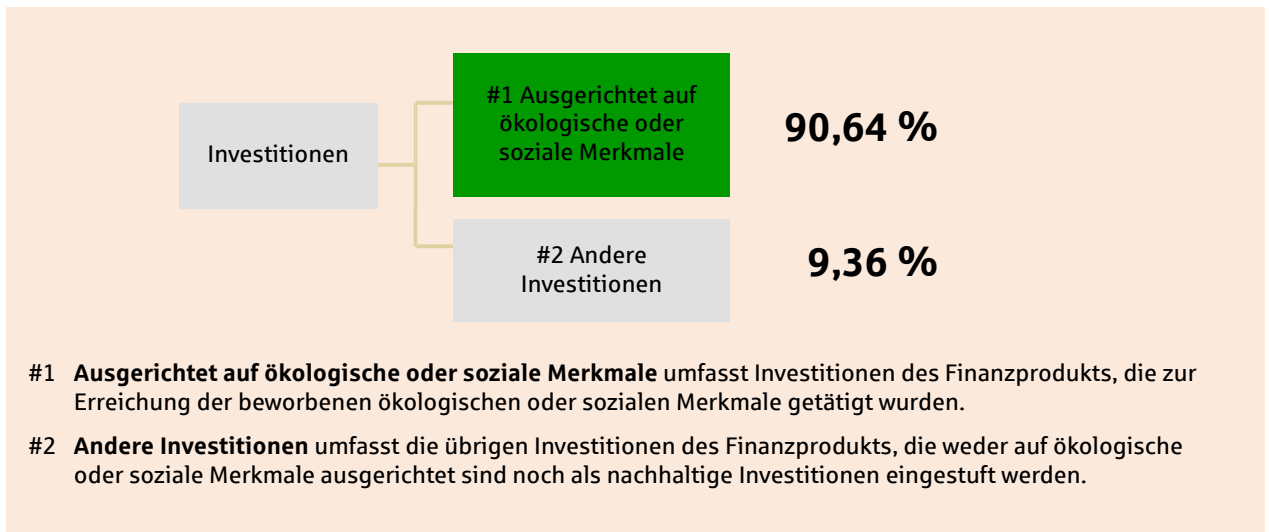 #1 Ausgerichtet auf
ökologische oder
soziale Merkmale
90,64 %
Investitionen
#2 Andere
Investitionen
9,36 %
#1 Ausgerichtet auf ökologische oder soziale Merkmale umfasst Investitionen des Finanzprodukts, die zur
Erreichung der beworbenen ökologischen oder sozialen Merkmale getätigt wurden.
#2 Andere Investitionen umfasst die übrigen Investitionen des Finanzprodukts, die weder auf ökologische
oder soziale Merkmale ausgerichtet sind noch als nachhaltige Investitionen eingestuft werden.